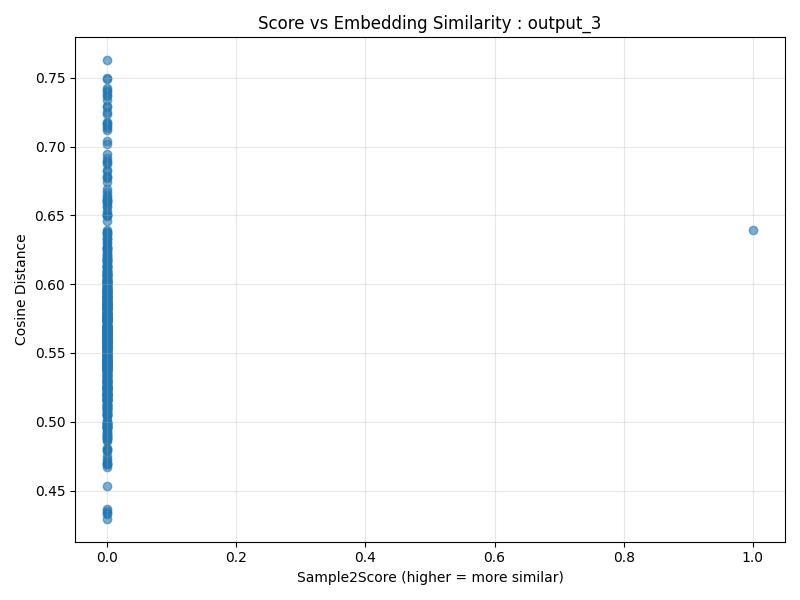 Score vs Embedding Similarity : output_3
Cosine Distance
0.75
0.70
0.65
0.60
0.55
0.50
0.45
0.0 0.2 0.4 0.6 0.8 1.0
Sample2Score (higher = more similar)